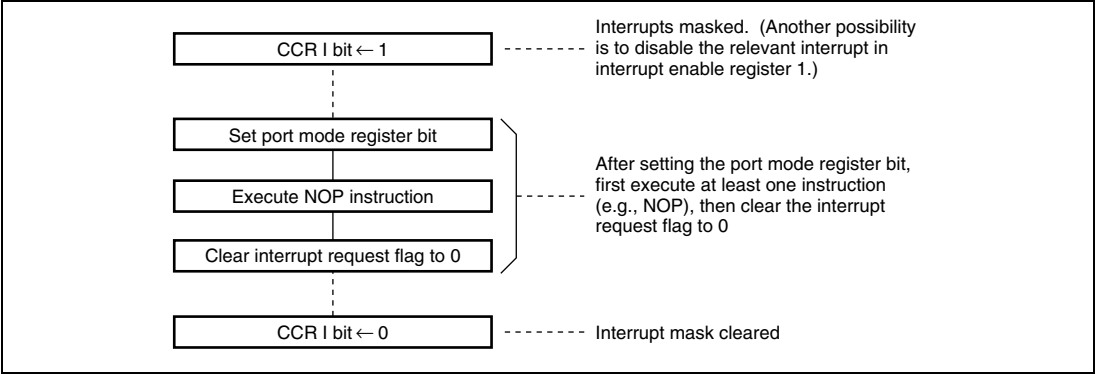 CCR I bit ← 1
Interrupts masked. (Another possibility
is to disable the relevant interrupt in
interrupt enable register 1.)
Set port mode register bit
Execute NOP instruction
Clear interrupt request flag to 0
After setting the port mode register bit,
first execute at least one instruction
(e.g., NOP), then clear the interrupt
request flag to 0
CCR I bit ← 0
Interrupt mask cleared